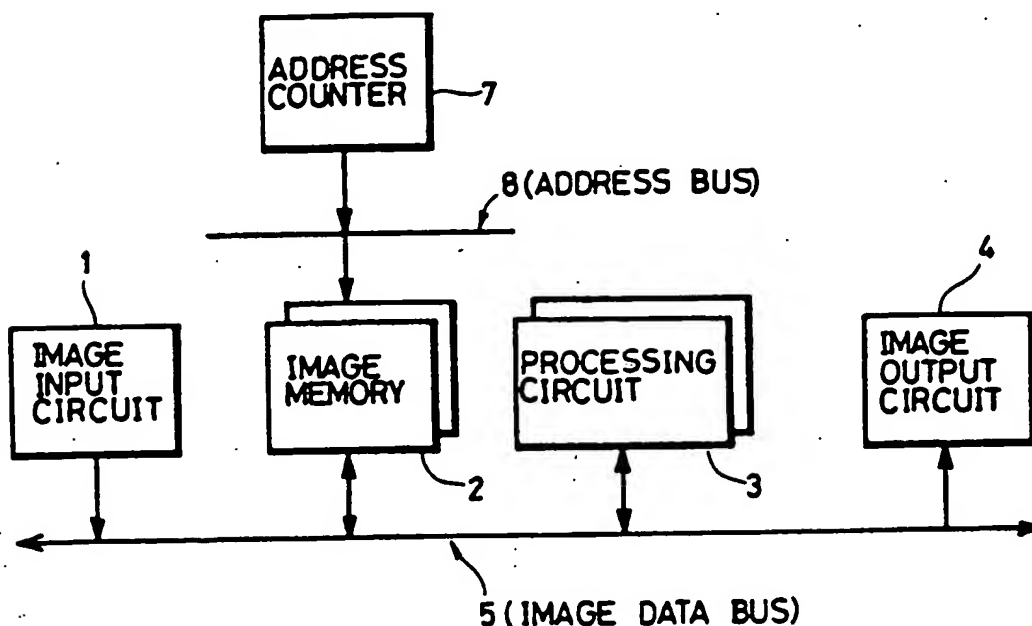 ADDRESS
COUNTER
7
8 (ADDRESS BUS)
1
4
IMAGE
INPUT
CIRCUIT
IMAGE
MEMORY
PROCESSING
CIRCUIT
IMAGE
OUTPUT
CIRCUIT
2
3
5 (IMAGE DATA BUS)